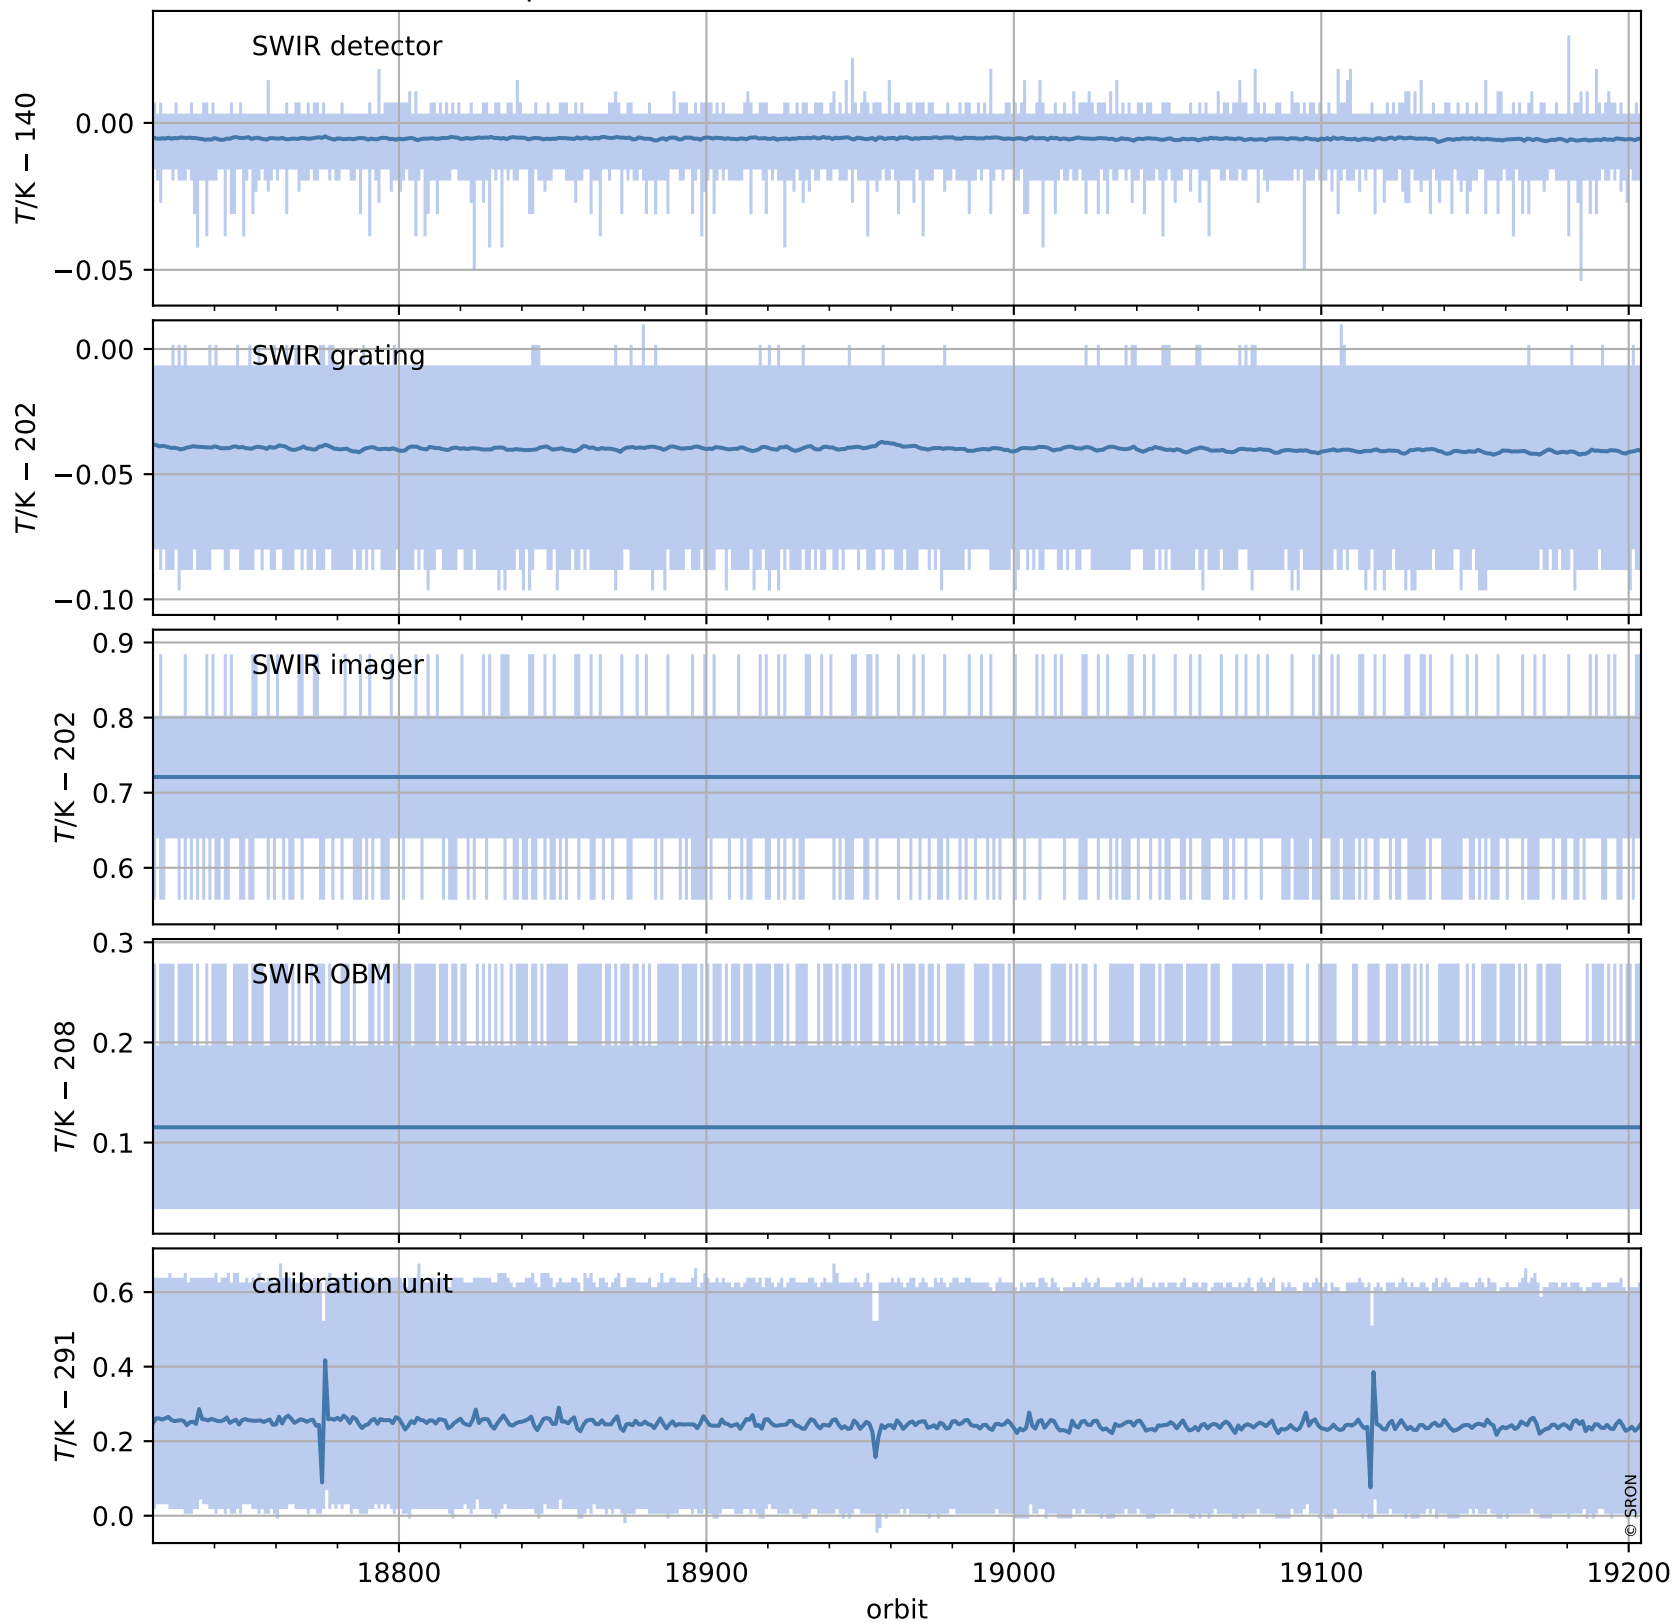 SWIR detector
T/K − 140
0.00
−0.05
SWIR grating
T/K − 202
0.00
−0.05
−0.10
SWIR imager
T/K − 202
0.9
0.8
0.7
0.6
SWIR OBM
T/K − 208
0.3
0.2
0.1
calibration unit
T/K − 291
0.6
0.4
0.2
0.0
© SRON
18800 18900 19000 19100 19200
orbit